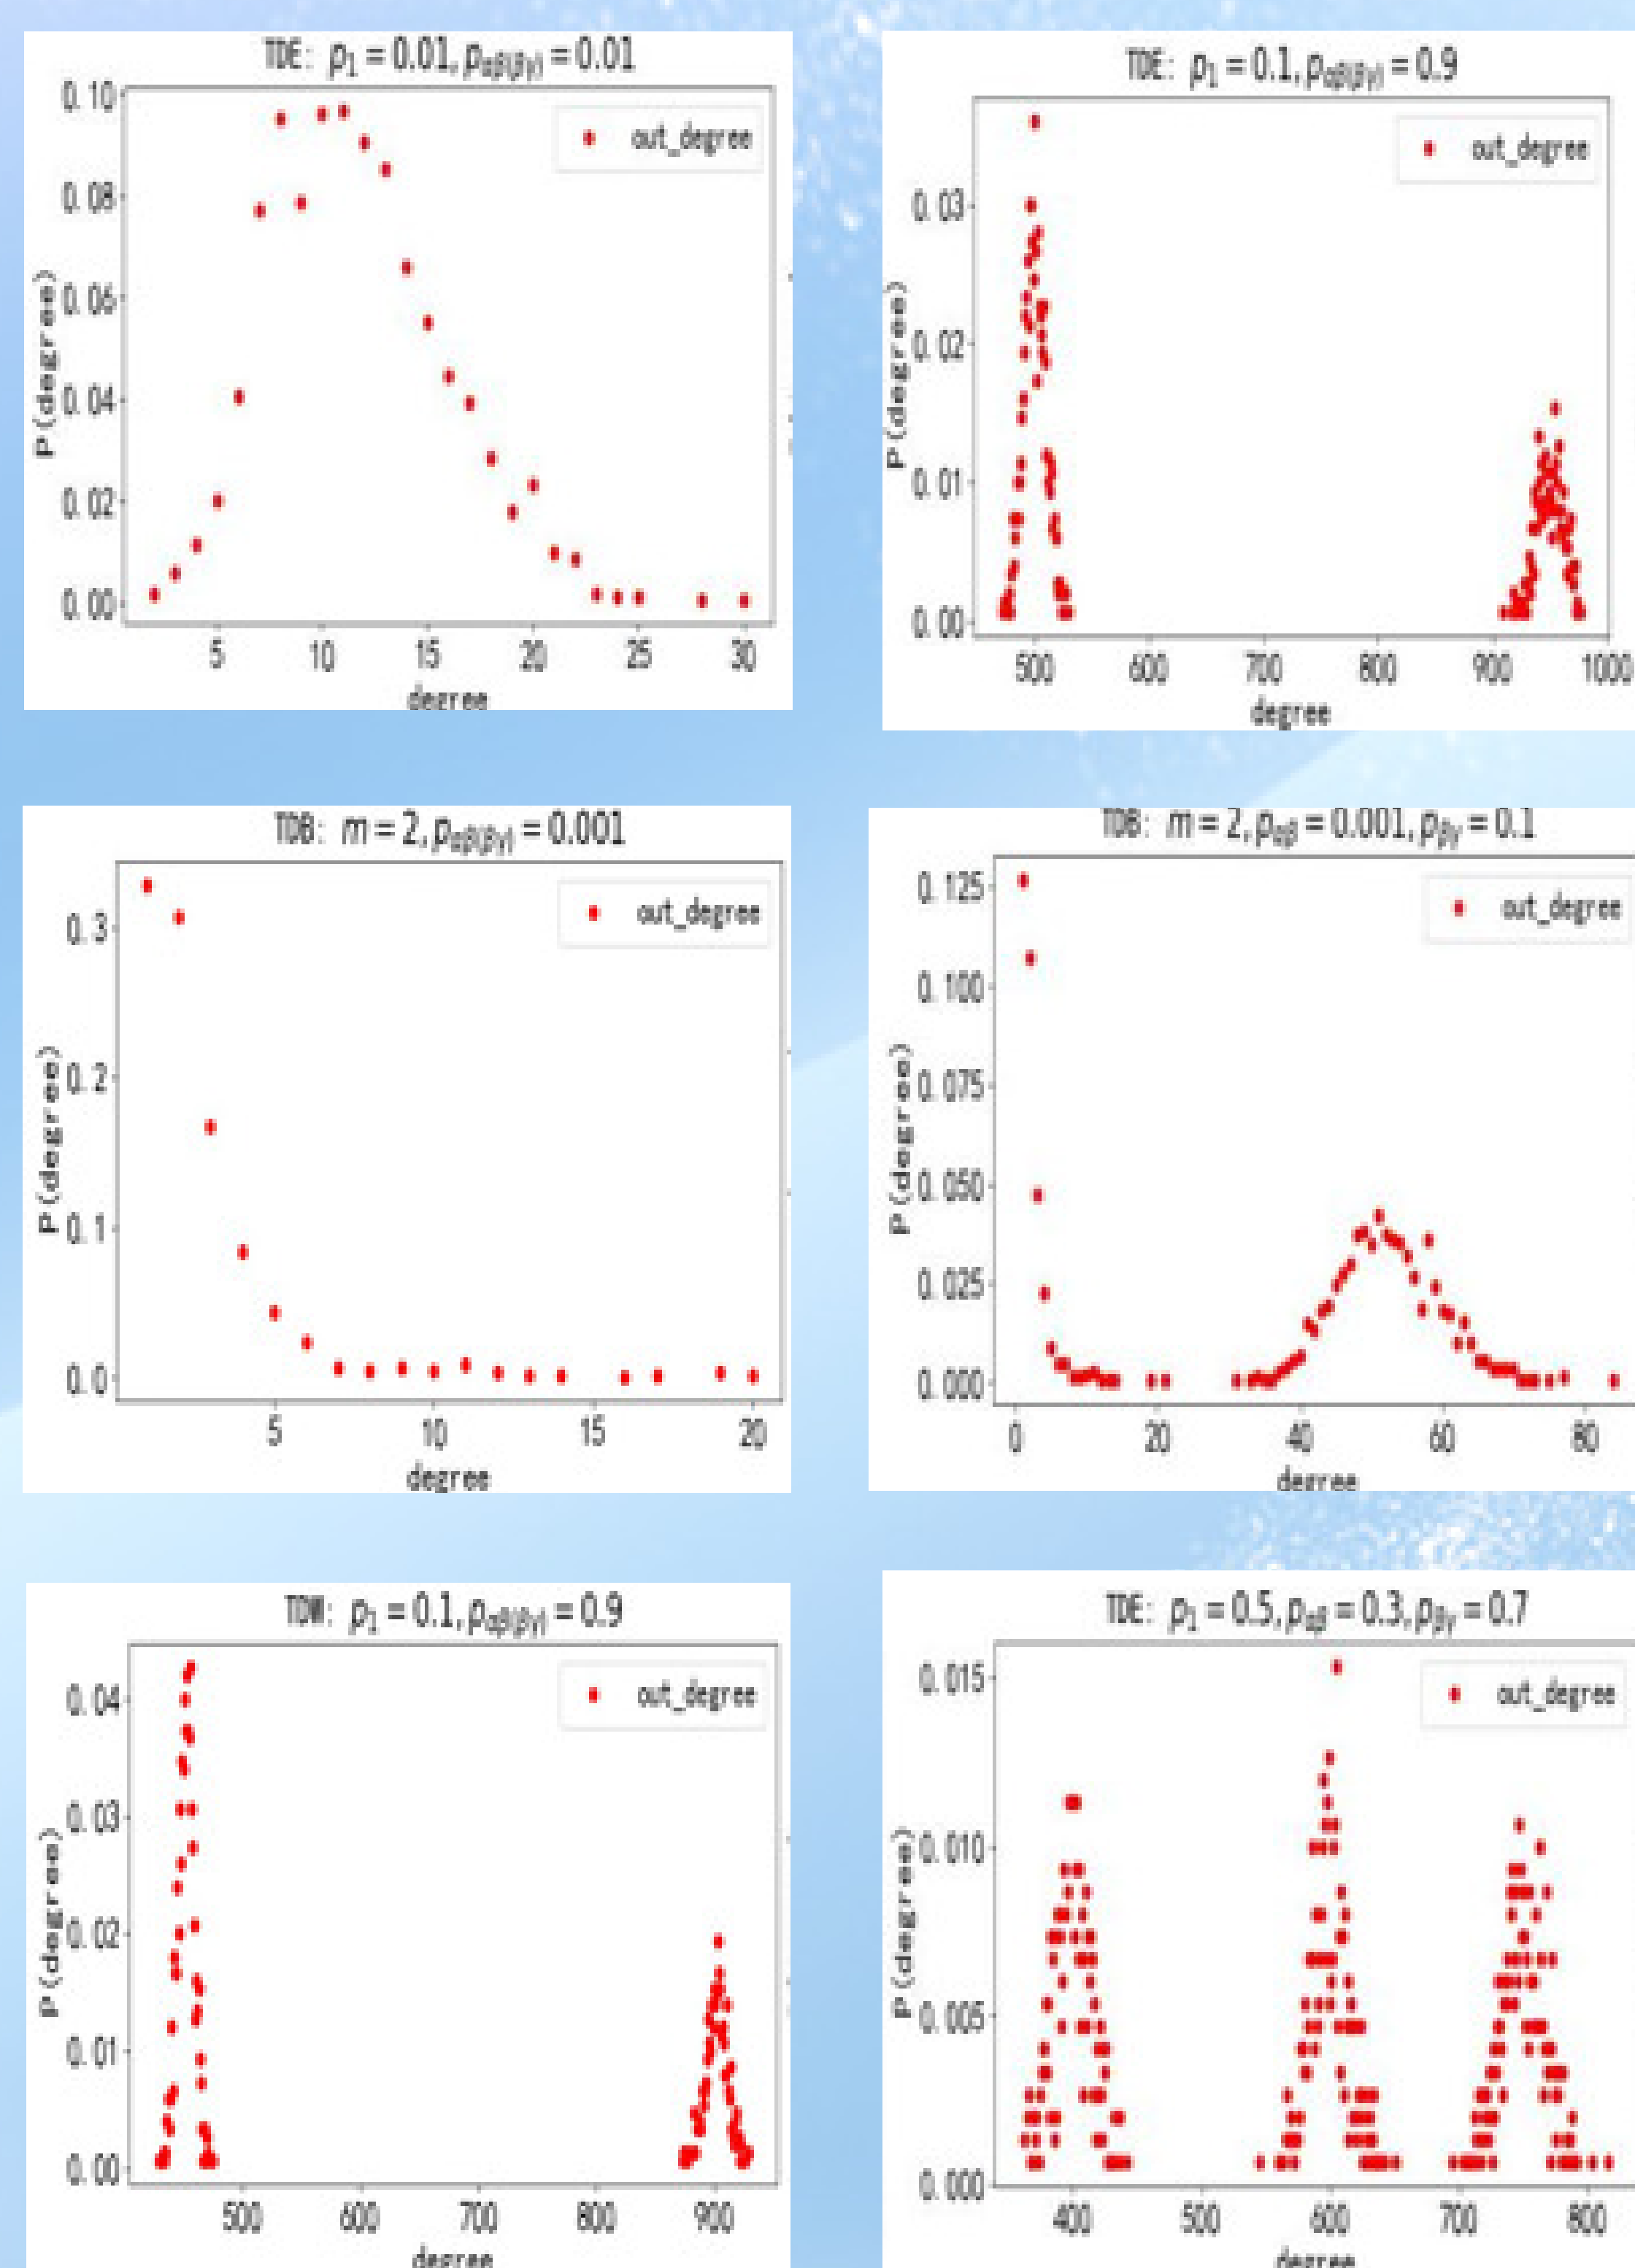 TDE: p₁ = 0.01, pαβ(βγ) = 0.01
out_degree
P(degree)
0.10
0.08
0.06
0.04
0.02
0.00
5 10 15 20 25 30
degree
TDE: p₁ = 0.1, pαβ(βγ) = 0.9
out_degree
P(degree)
0.03
0.02
0.01
0.00
500 600 700 800 900 1000
degree
TDB: m = 2, pαβ(βγ) = 0.001
out_degree
P(degree)
0.3
0.2
0.1
0.0
5 10 15 20
degree
TDB: m = 2, pαβ = 0.001, pβγ = 0.1
out_degree
P(degree)
0.125
0.100
0.075
0.050
0.025
0.000
0 20 40 60 80
degree
TDW: p₁ = 0.1, pαβ(βγ) = 0.9
out_degree
P(degree)
0.04
0.03
0.02
0.01
0.00
500 600 700 800 900
degree
TDE: p₁ = 0.5, pαβ = 0.3, pβγ = 0.7
out_degree
P(degree)
0.015
0.010
0.005
0.000
400 500 600 700 800
degree